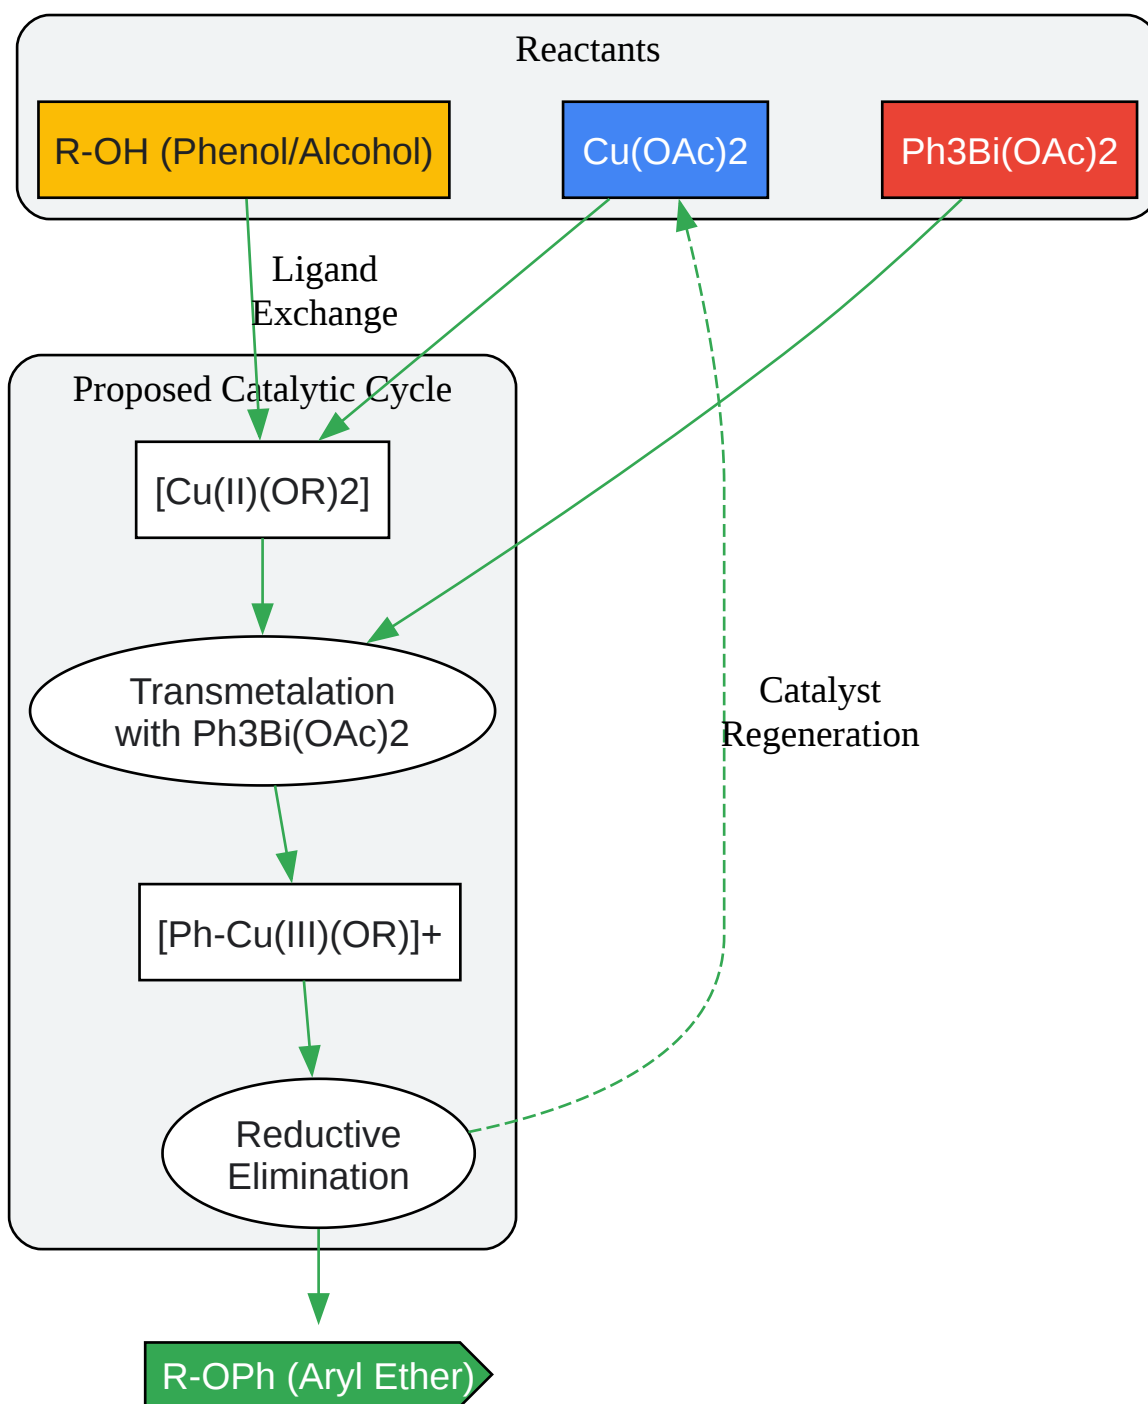 Reactants
R-OH (Phenol/Alcohol)
Cu(OAc)2
Ph3Bi(OAc)2
Ligand
Exchange
Proposed Catalytic Cycle
[Cu(II)(OR)2]
Transmetalation
with Ph3Bi(OAc)2
Catalyst
Regeneration
[Ph-Cu(III)(OR)]+
Reductive
Elimination
R-OPh (Aryl Ether)